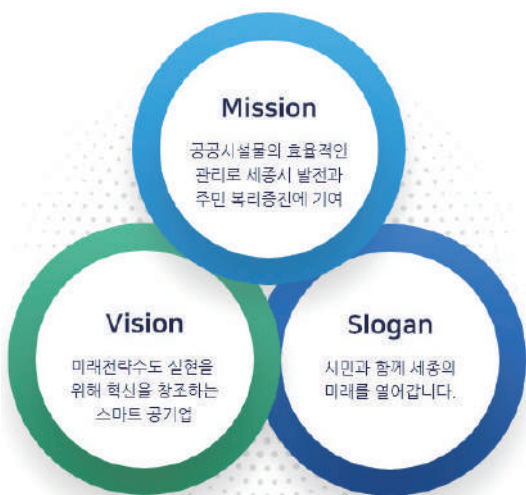 Mission
공공시설물의 효율적인
관리로 세종시 발전과
주민 복리증진에 기여
Vision
미래전략수도 실현을
위해 혁신을 창조하는
스마트 공기업
Slogan
시민과 함께 세종의
미래를 열어갑니다.